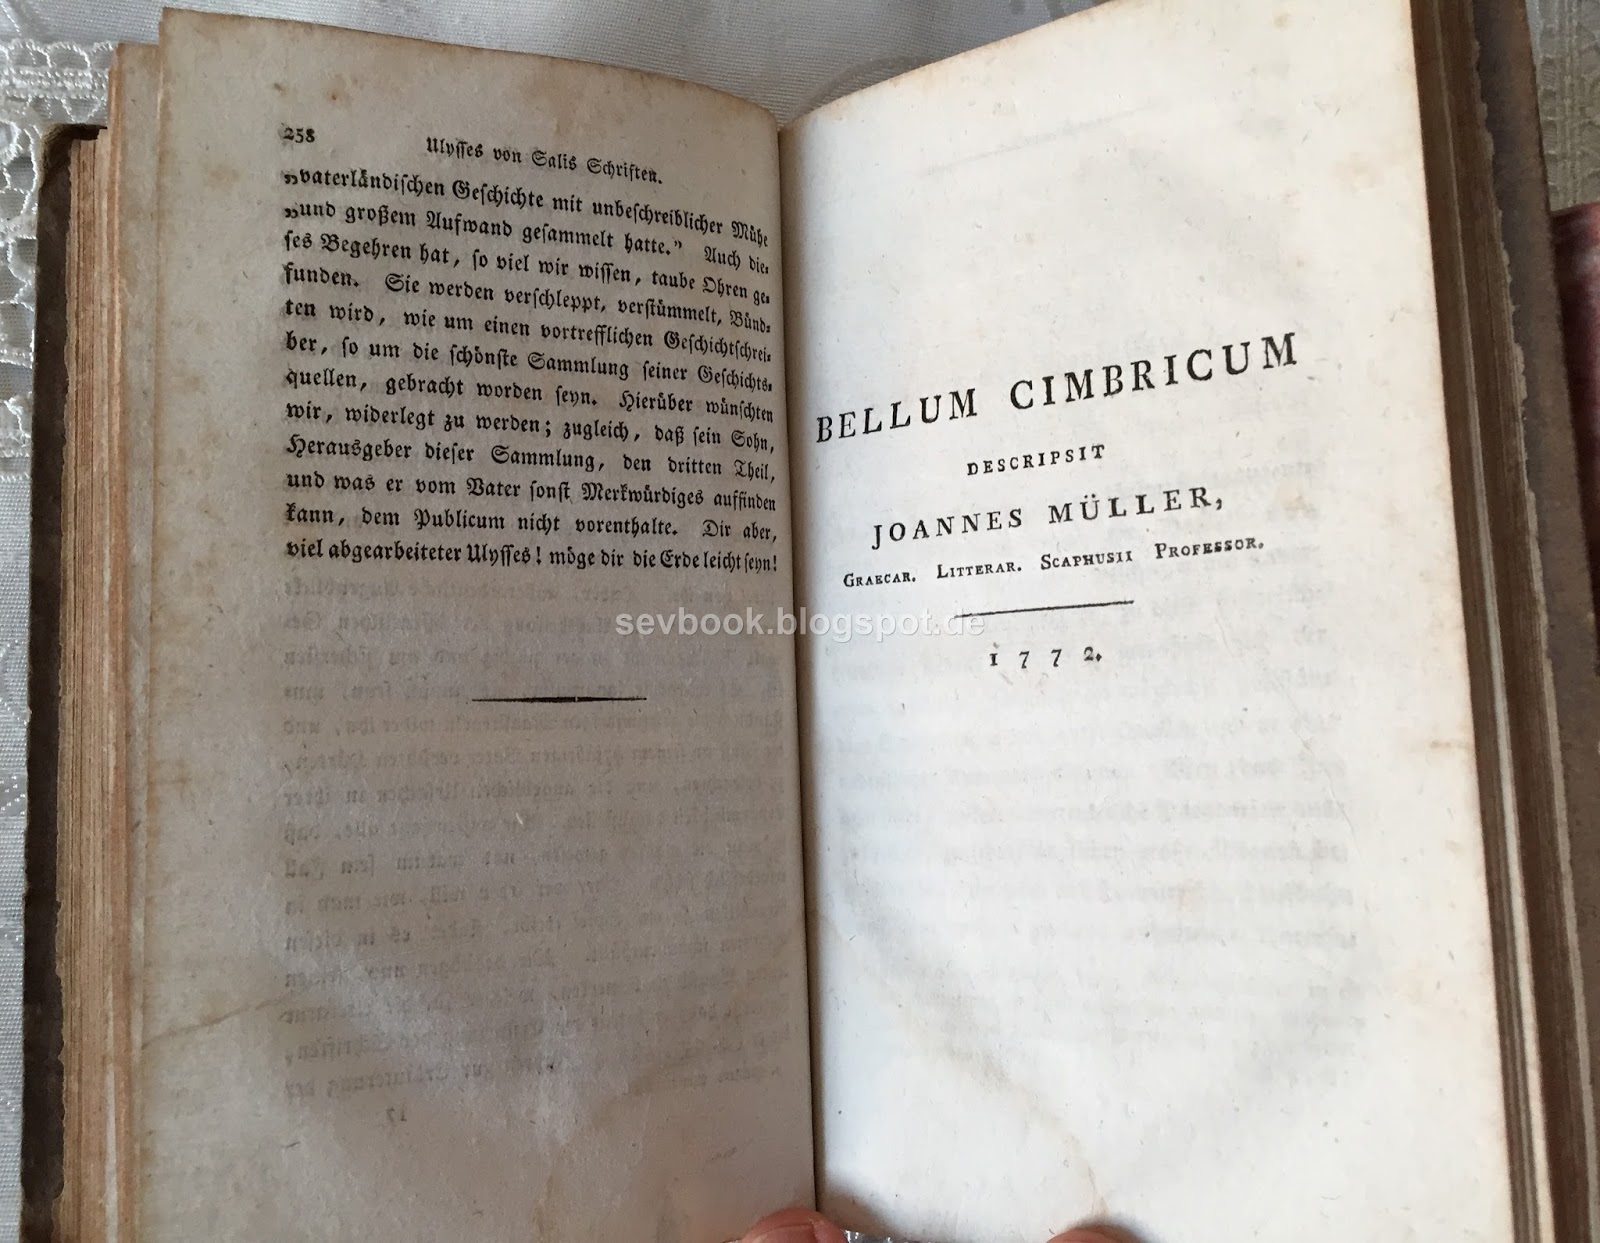 258
Ulysses von Salis Schriften.
„vaterländischen Geschichte mit unbeschreiblicher Mühe
„und großem Aufwand gesammelt hatte.” Auch die-
ses Begehren hat, so viel wir wissen, taube Ohren ge-
funden. Sie werden verschleppt, verstümmelt, Bünd-
ten wird, wie um einen vortrefflichen Geschichtschrei-
ber, so um die schönste Sammlung seiner Geschichts-
quellen, gebracht worden seyn. Hierüber wünschten
wir, widerlegt zu werden; zugleich, daß sein Sohn,
Herausgeber dieser Sammlung, den dritten Theil,
und was er vom Vater sonst Merkwürdiges auffinden
kann, dem Publicum nicht vorenthalte. Dir aber,
viel abgearbeiteter Ulysses! möge dir die Erde leicht seyn!
BELLUM CIMBRICUM
DESCRIPSIT
JOANNES MÜLLER,
GRAECAR. LITTERAR. SCAPHUSII PROFESSOR.
1772.
sevbook.blogspot.de